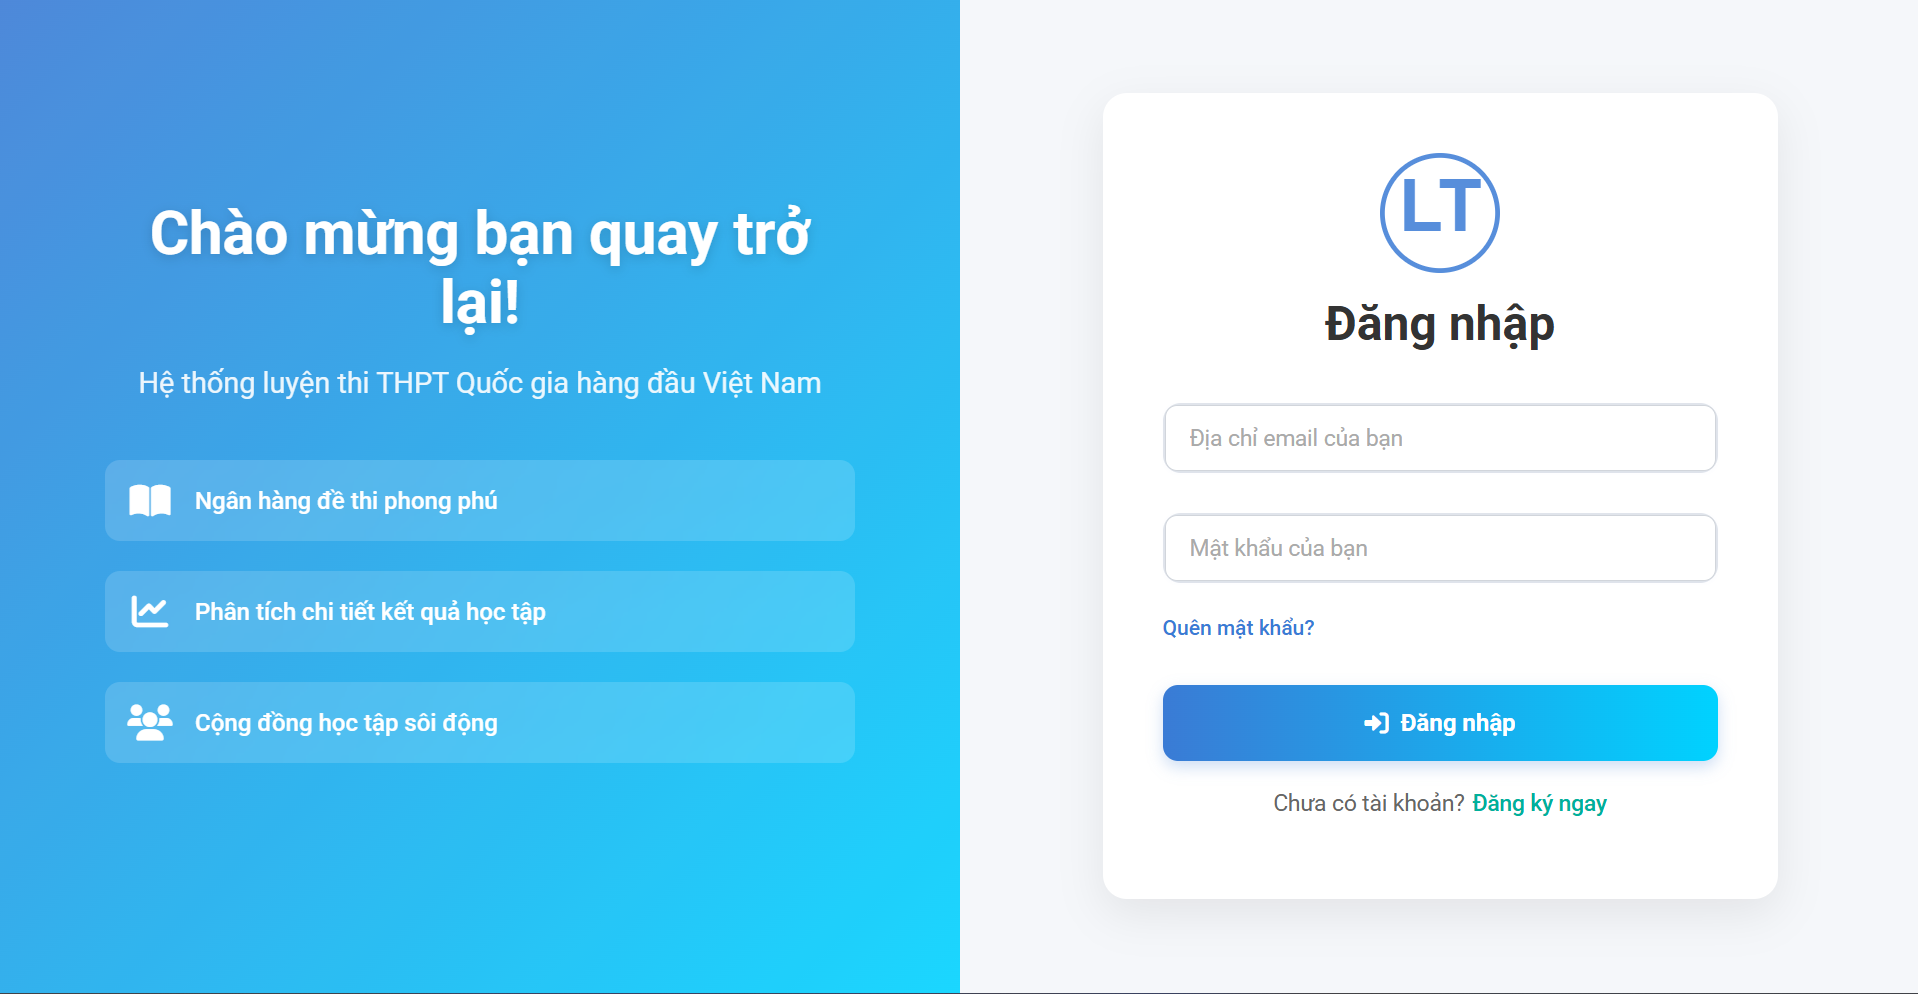 Chào mừng bạn quay trở
lại!
Hệ thống luyện thi THPT Quốc gia hàng đầu Việt Nam
Ngân hàng đề thi phong phú
Phân tích chi tiết kết quả học tập
Cộng đồng học tập sôi động
LT
Đăng nhập
Địa chỉ email của bạn
Mật khẩu của bạn
Quên mật khẩu?
Đăng nhập
Chưa có tài khoản? Đăng ký ngay